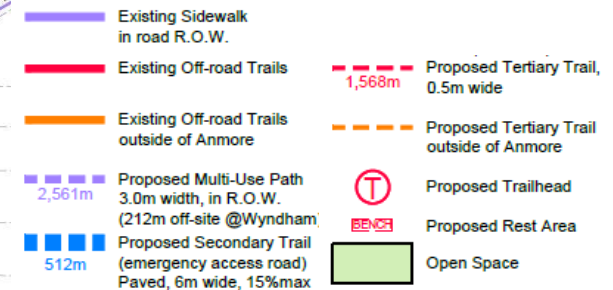 Existing Sidewalk
in road R.O.W.
Existing Off-road Trails
Existing Off-road Trails
outside of Anmore
2,561m
Proposed Multi-Use Path
3.0m width, in R.O.W.
(212m off-site @Wyndham)
512m
Proposed Secondary Trail
(emergency access road)
Paved, 6m wide, 15%max
1,568m
Proposed Tertiary Trail,
0.5m wide
Proposed Tertiary Trail
outside of Anmore
T
Proposed Trailhead
BENCH
Proposed Rest Area
Open Space